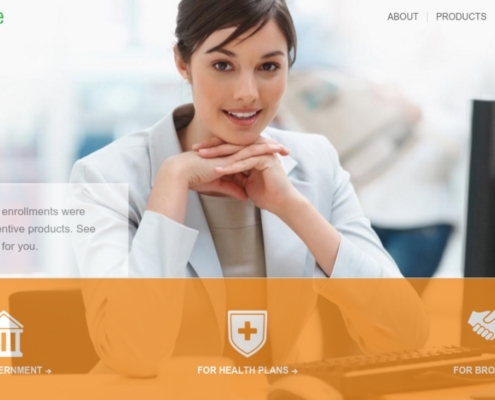 e
ABOUT | PRODUCTS
enrollments were
entive products. See
for you.
ERNMENT →
FOR HEALTH PLANS →
FOR BRO